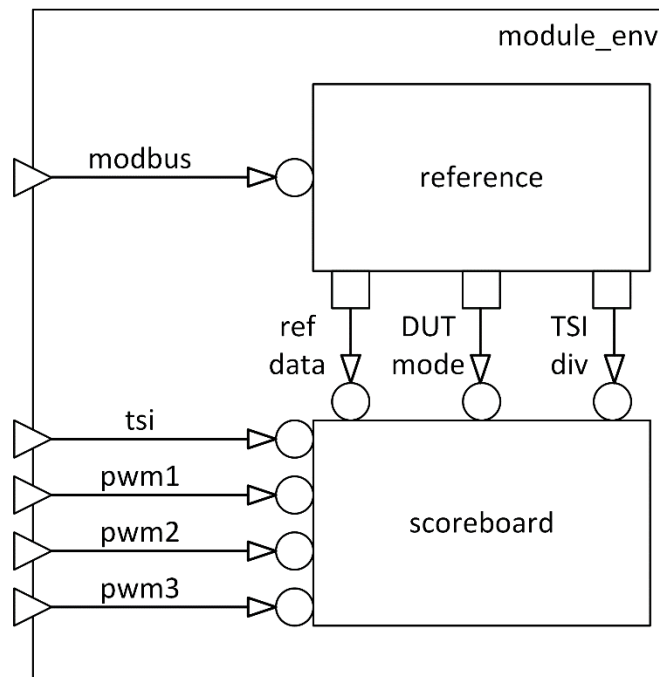 module_env
modbus
reference
ref
data
DUT
mode
TSI
div
tsi
pwm1
pwm2
pwm3
scoreboard